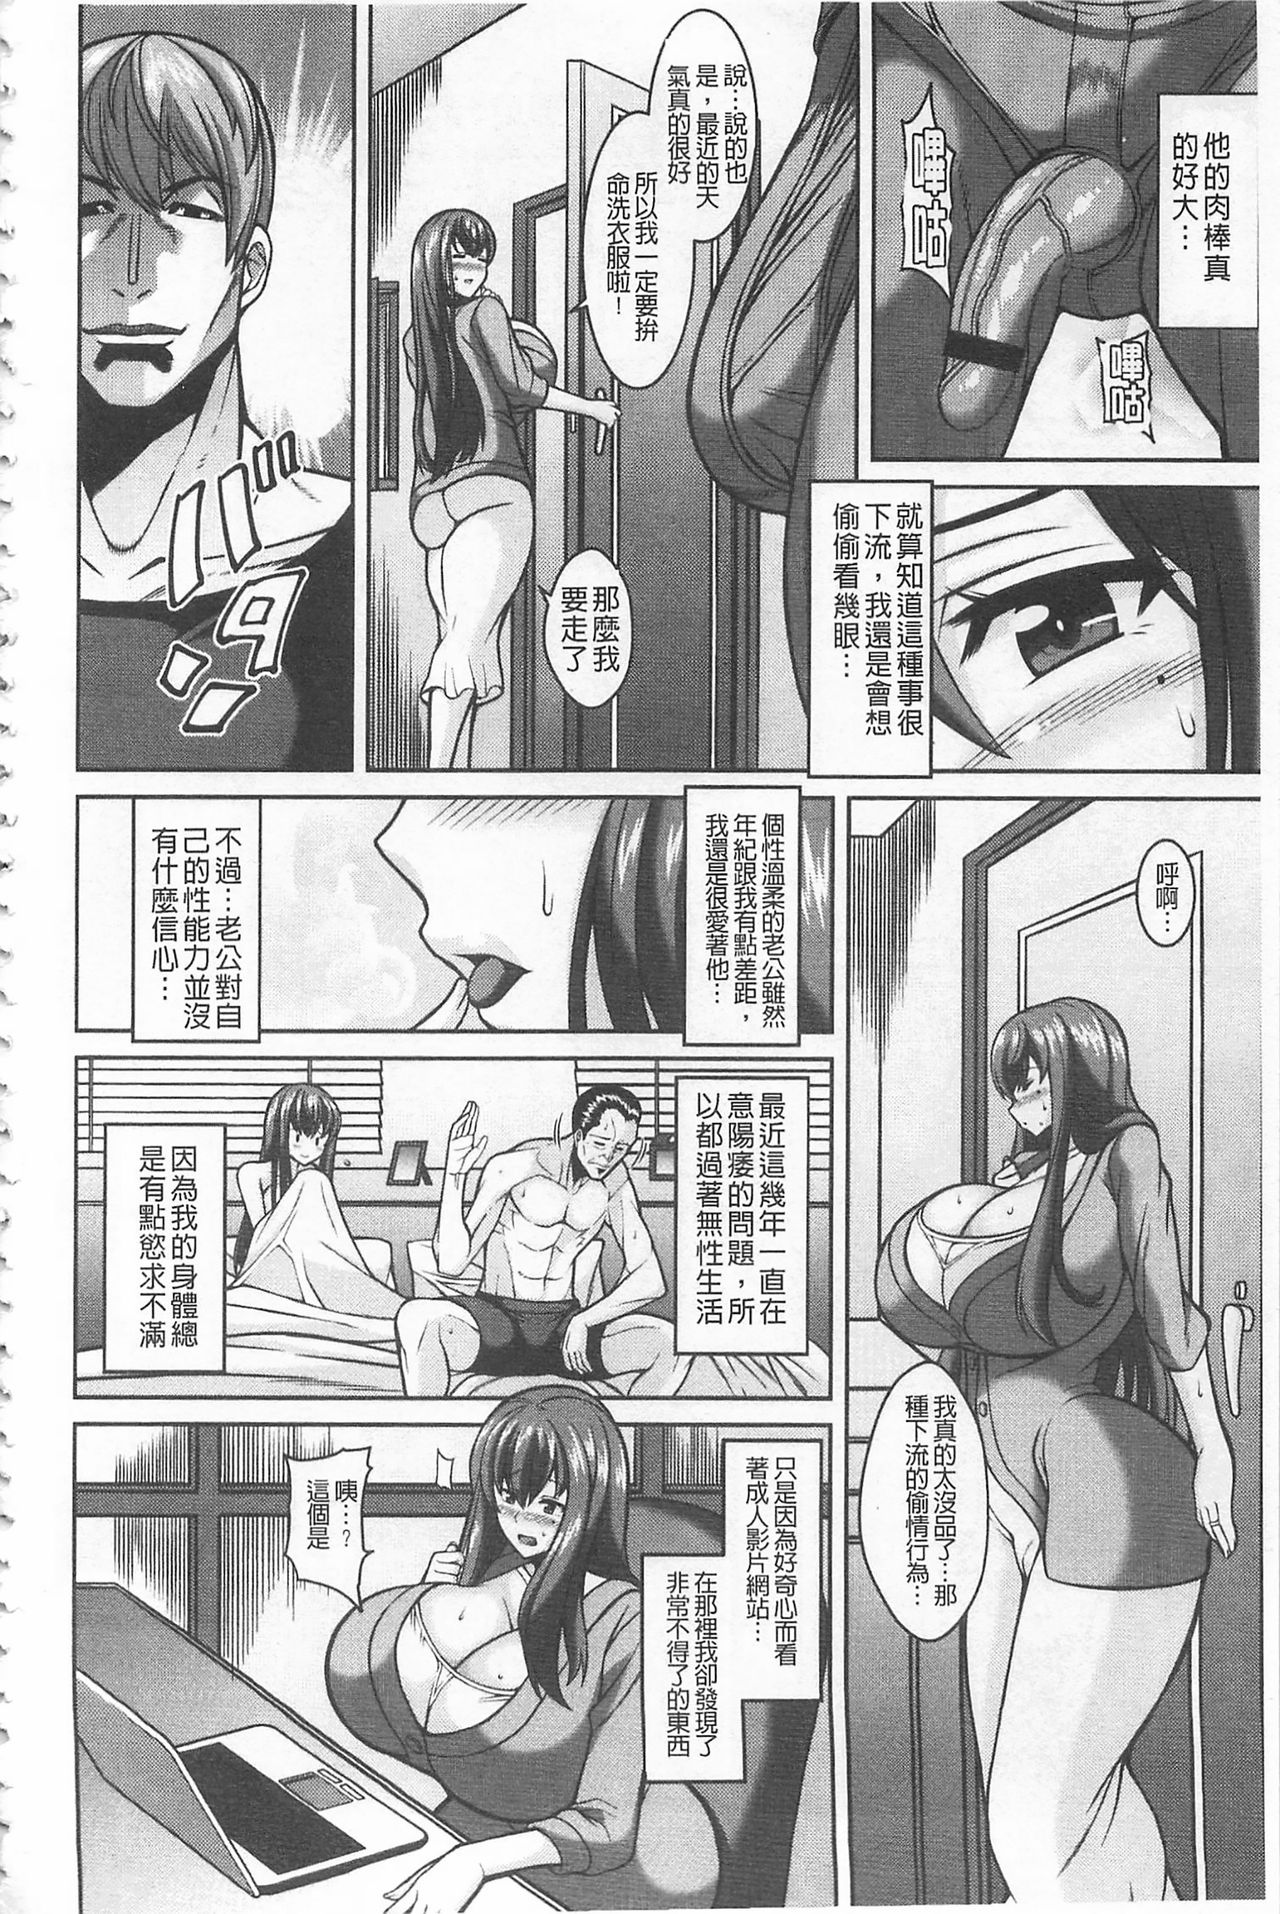 他的肉棒真
的好大…
嗶咕
嗶咕
就算知道這種事很
下流，我還是會想
偷偷看幾眼…
說…說的也
是，最近的天
氣真的很好
所以我一定要拚
命洗衣服啦！
那麼我
要走了
呼啊…
我真的太沒品了…那
種下流的偷情行為…
個性溫柔的老公雖然
年紀跟我有點差距，
我還是很愛著他…
不過…老公對自
己的性能力並沒
有什麼信心…
最近這幾年一直在
意陽痿的問題，所
以都過著無性生活
因為我的身體總
是有點慾求不滿
只是因為好奇心而看
著成人影片網站…
在那裡我卻發現了
非常不得了的東西
咦…？
這個是